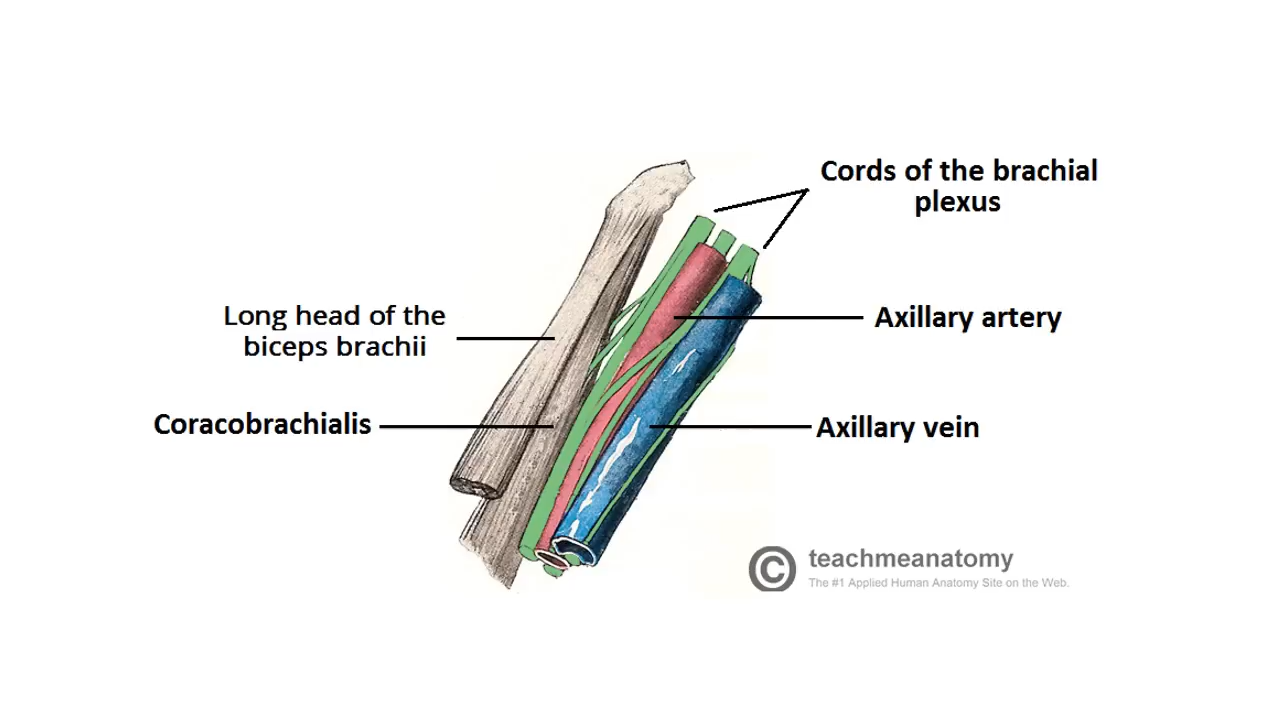 Cords of the brachial
plexus
Long head of the
biceps brachii
Axillary artery
Coracobrachialis
Axillary vein
© teachmeanatomy
The #1 Applied Human Anatomy Site on the Web.